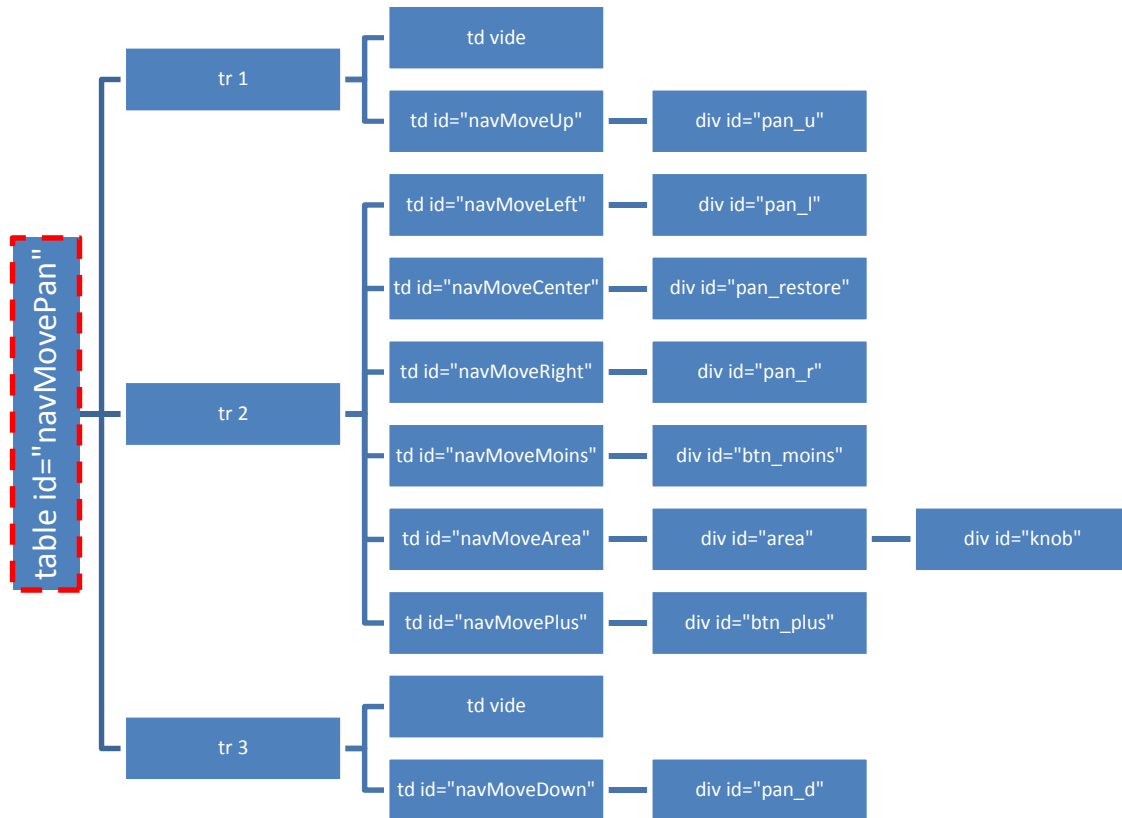 table id="navMovePan"
tr 1
td vide
td id="navMoveUp"
div id="pan_u"
tr 2
td id="navMoveLeft"
div id="pan_l"
td id="navMoveCenter"
div id="pan_restore"
td id="navMoveRight"
div id="pan_r"
td id="navMoveMoins"
div id="btn_moins"
td id="navMoveArea"
div id="area"
div id="knob"
td id="navMovePlus"
div id="btn_plus"
tr 3
td vide
td id="navMoveDown"
div id="pan_d"